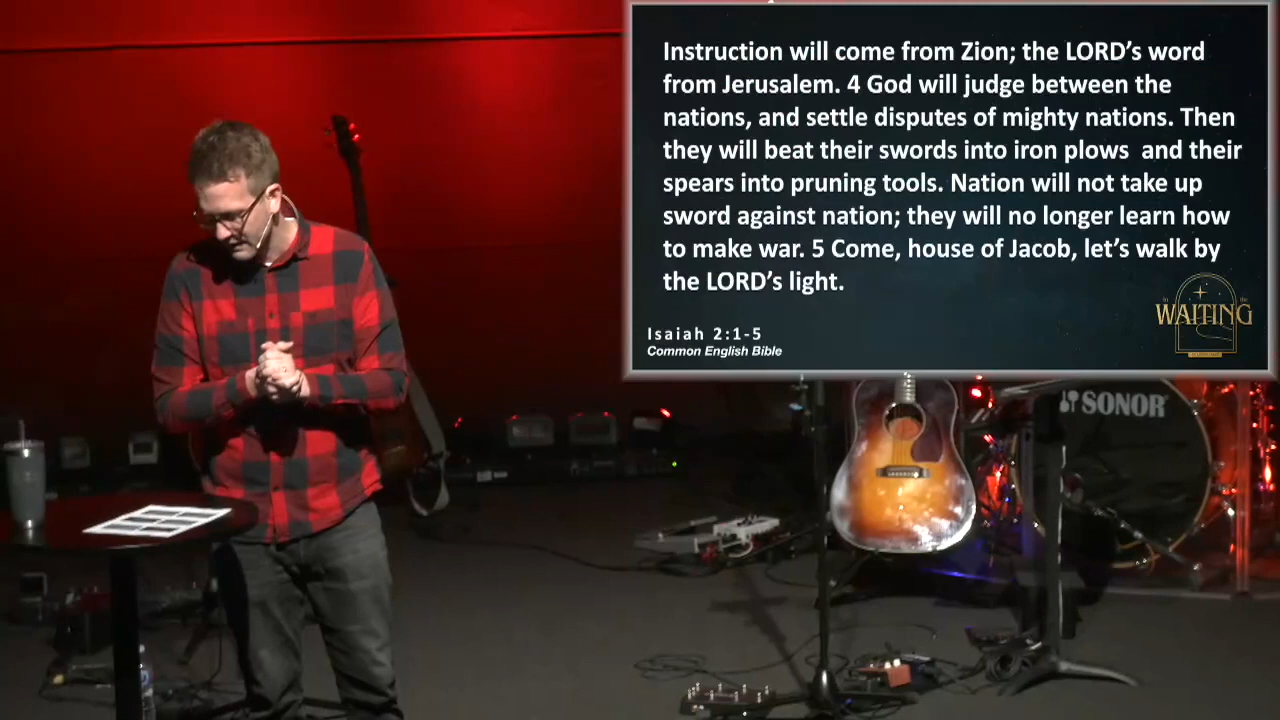 Instruction will come from Zion; the LORD's word
from Jerusalem. 4 God will judge between the
nations, and settle disputes of mighty nations. Then
they will beat their swords into iron plows  and their
spears into pruning tools. Nation will not take up
sword against nation; they will no longer learn how
to make war. 5 Come, house of Jacob, let's walk by
the LORD's light.
WAITING
Isaiah 2:1-5
Common English Bible
SONOR